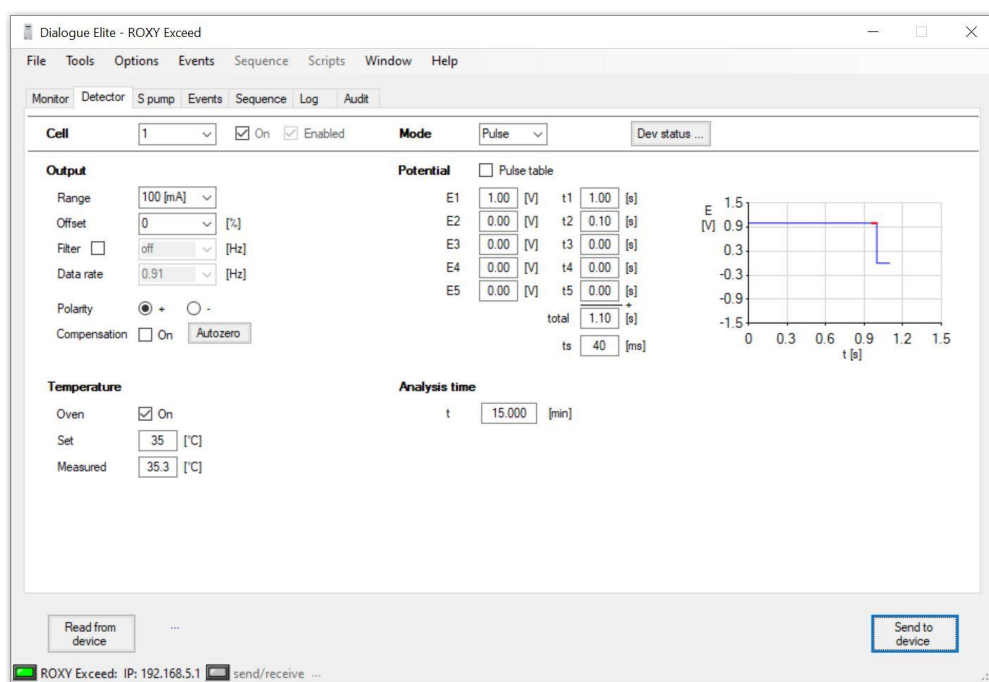 Dialogue Elite - ROXY Exceed
File Tools Options Events Sequence Scripts Window Help
Monitor Detector S pump Events Sequence Log Audit
Cell 1 On Enabled Mode Pulse Dev status ...
Output Potential Pulse table
Range 100 [mA] E1 1.00 [V] t1 1.00 [s]
Offset 0 [%] E2 0.00 [V] t2 0.10 [s]
Filter off [Hz] E3 0.00 [V] t3 0.00 [s]
Data rate 0.91 [Hz] E4 0.00 [V] t4 0.00 [s]
E5 0.00 [V] t5 0.00 [s]
Polarity + - +
total 1.10 [s]
Compensation On Autozero
ts 40 [ms]
E
[V]
1.5
0.9
0.3
-0.3
-0.9
-1.5
0 0.3 0.6 0.9 1.2 1.5
t [s]
Temperature Analysis time
Oven On t 15.000 [min]
Set 35 [°C]
Measured 35.3 [°C]
Read from
device
...
Send to
device
ROXY Exceed: IP: 192.168.5.1 send/receive ...